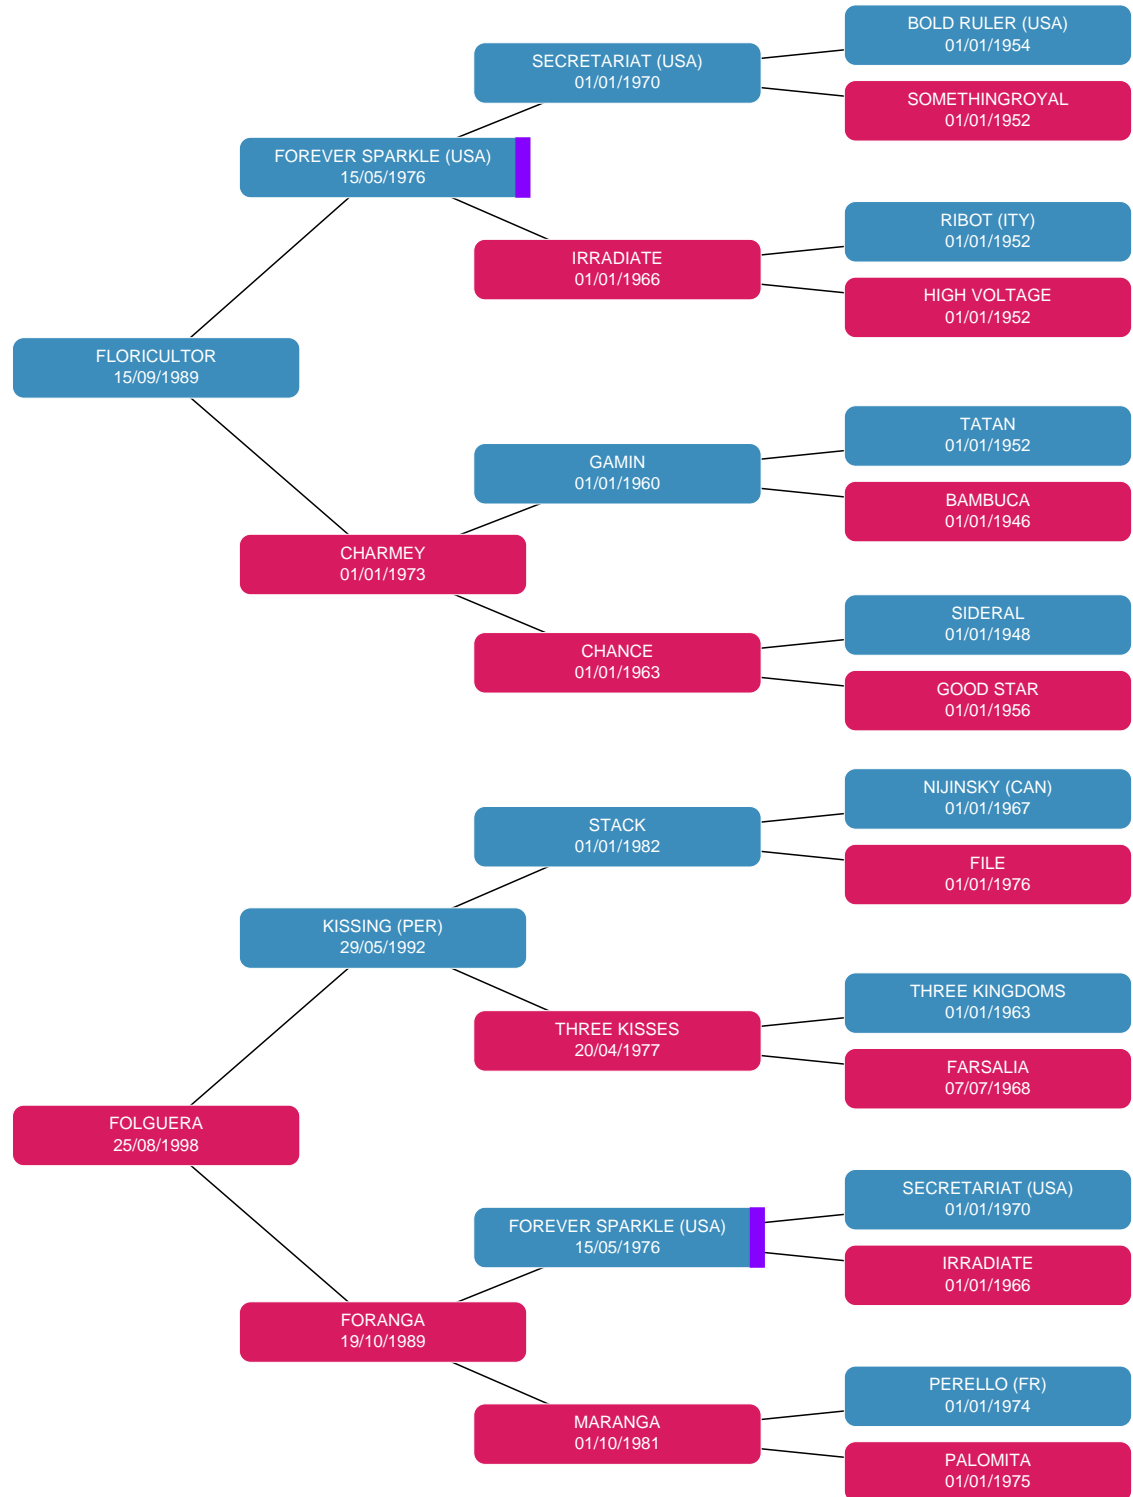 BOLD RULER (USA)
01/01/1954
SECRETARIAT (USA)
01/01/1970
SOMETHINGROYAL
01/01/1952
FOREVER SPARKLE (USA)
15/05/1976
RIBOT (ITY)
01/01/1952
IRRADIATE
01/01/1966
HIGH VOLTAGE
01/01/1952
FLORICULTOR
15/09/1989
TATAN
01/01/1952
GAMIN
01/01/1960
BAMBUCA
01/01/1946
CHARMEY
01/01/1973
SIDERAL
01/01/1948
CHANCE
01/01/1963
GOOD STAR
01/01/1956
NIJINSKY (CAN)
01/01/1967
STACK
01/01/1982
FILE
01/01/1976
KISSING (PER)
29/05/1992
THREE KINGDOMS
01/01/1963
THREE KISSES
20/04/1977
FARSALIA
07/07/1968
FOLGUERA
25/08/1998
SECRETARIAT (USA)
01/01/1970
FOREVER SPARKLE (USA)
15/05/1976
IRRADIATE
01/01/1966
FORANGA
19/10/1989
PERELLO (FR)
01/01/1974
MARANGA
01/10/1981
PALOMITA
01/01/1975